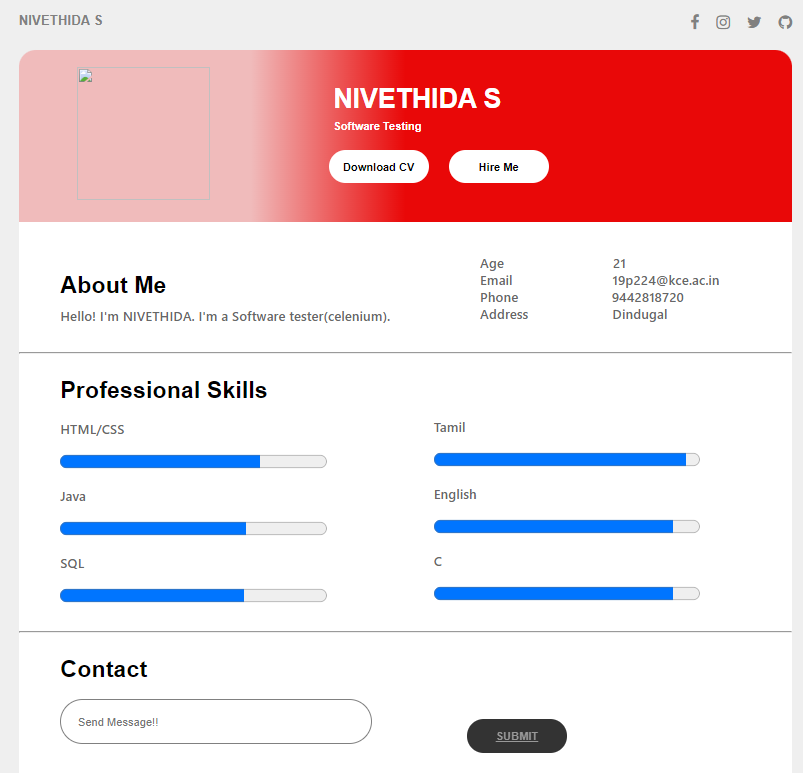 NIVETHIDA S
NIVETHIDA S
Software Testing
Download CV Hire Me
About Me
Hello! I'm NIVETHIDA. I'm a Software tester(celenium).
Age 21
Email 19p224@kce.ac.in
Phone 9442818720
Address Dindugal
Professional Skills
HTML/CSS
Java
SQL
Tamil
English
C
Contact
Send Message!!
SUBMIT